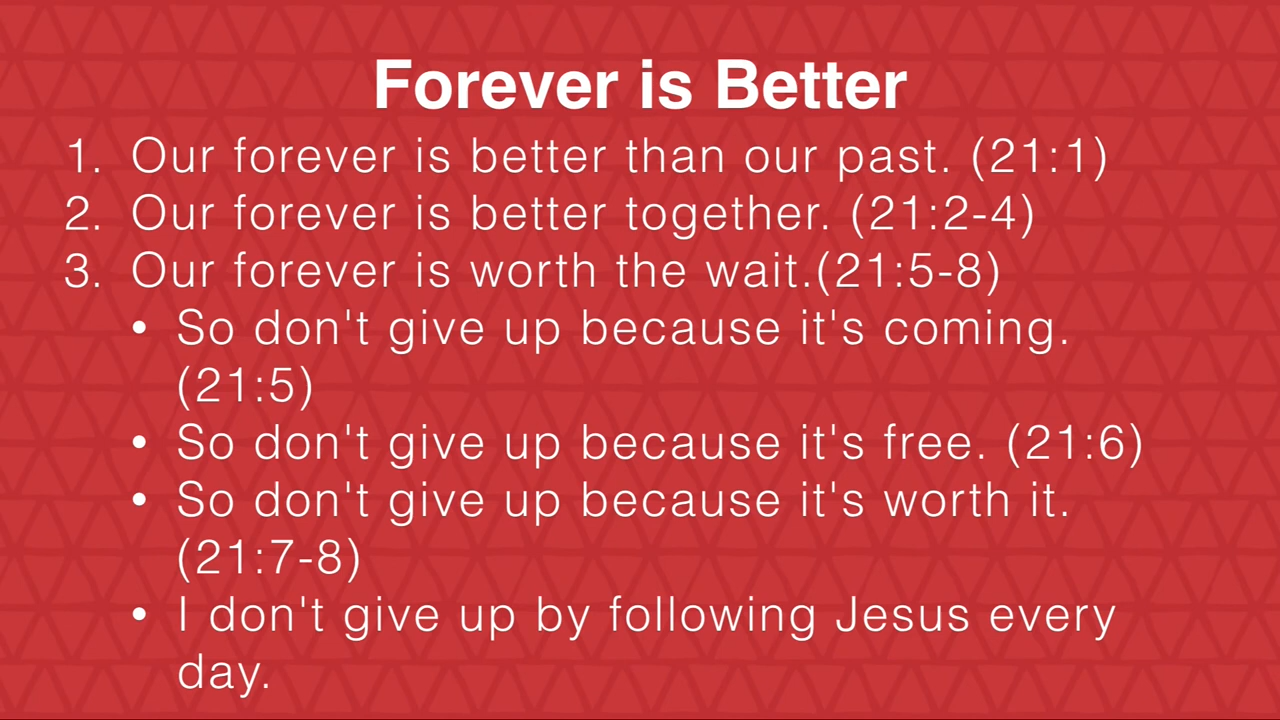 Forever is Better
1. Our forever is better than our past. (21:1)
2. Our forever is better together. (21:2-4)
3. Our forever is worth the wait.(21:5-8)
• So don't give up because it's coming.
(21:5)
• So don't give up because it's free. (21:6)
• So don't give up because it's worth it.
(21:7-8)
• I don't give up by following Jesus every
day.